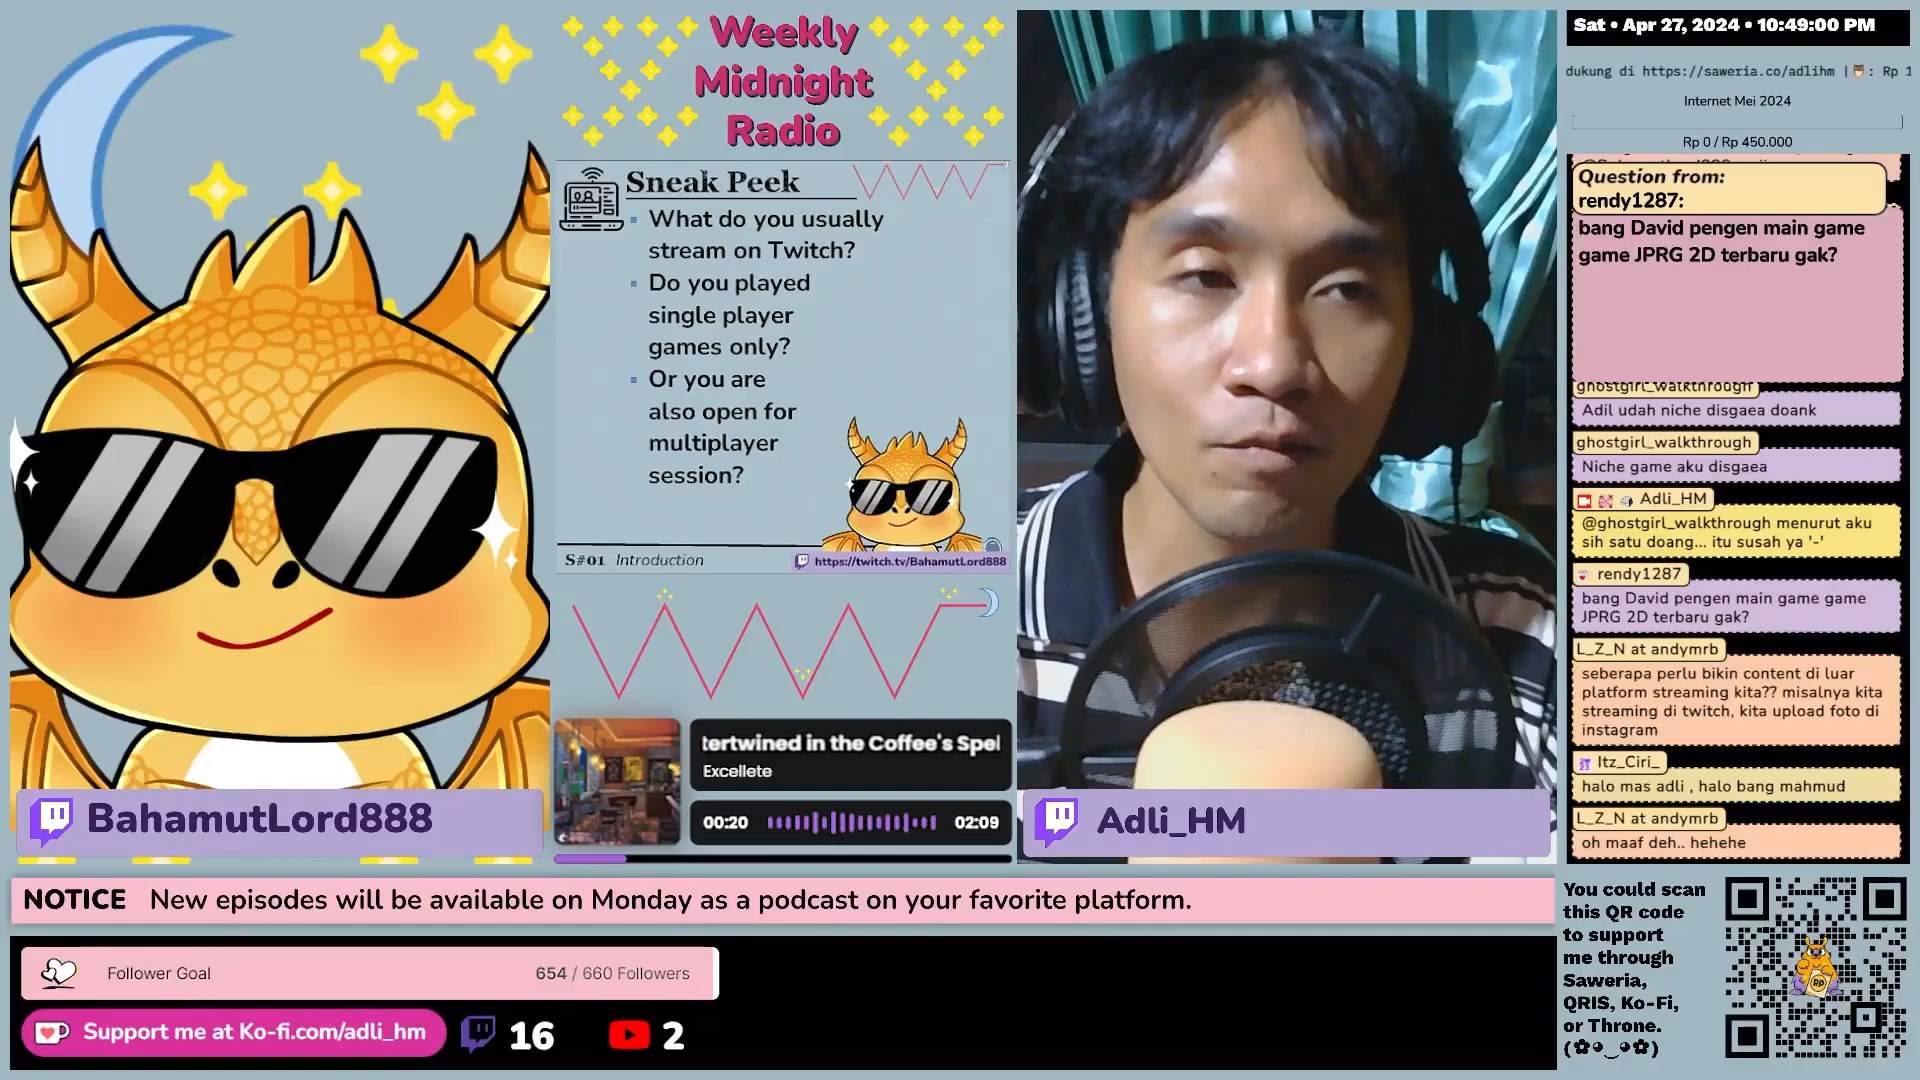 Weekly
Midnight
Radio
Sneak Peek
What do you usually
stream on Twitch?
Do you played
single player
games only?
Or you are
also open for
multiplayer
session?
S#01 Introduction
https://twitch.tv/BahamutLord888
tertwined in the Coffee's Spel
Excellete
00:20
02:09
BahamutLord888
Adli_HM
Sat • Apr 27, 2024 • 10:49:00 PM
dukung di https://saweria.co/adlihm | : Rp 1
Internet Mei 2024
Rp 0 / Rp 450.000
Question from:
rendy1287:
bang David pengen main game
game JPRG 2D terbaru gak?
ghostgirl_walkthrough
Adil udah niche disgaea doank
ghostgirl_walkthrough
Niche game aku disgaea
Adli_HM
@ghostgirl_walkthrough menurut aku
sih satu doang... itu susah ya '-'
rendy1287
bang David pengen main game game
JPRG 2D terbaru gak?
L_Z_N at andymrb
seberapa perlu bikin content di luar
platform streaming kita?? misalnya kita
streaming di twitch, kita upload foto di
instagram
Itz_Ciri_
halo mas adli , halo bang mahmud
L_Z_N at andymrb
oh maaf deh.. hehehe
NOTICE New episodes will be available on Monday as a podcast on your favorite platform.
Follower Goal
654 / 660 Followers
Support me at Ko-fi.com/adli_hm
16
2
You could scan
this QR code
to support
me through
Saweria,
QRIS, Ko-Fi,
or Throne.
(✿◕‿◕✿)
RP